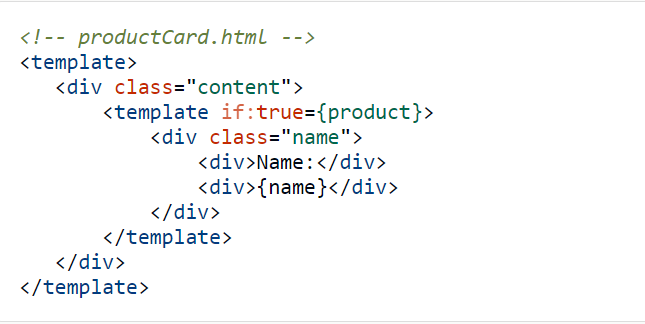 <!-- productCard.html -->
<template>
   <div class="content">
       <template if:true={product}>
           <div class="name">
               <div>Name:</div>
               <div>{name}</div>
           </div>
       </template>
   </div>
</template>